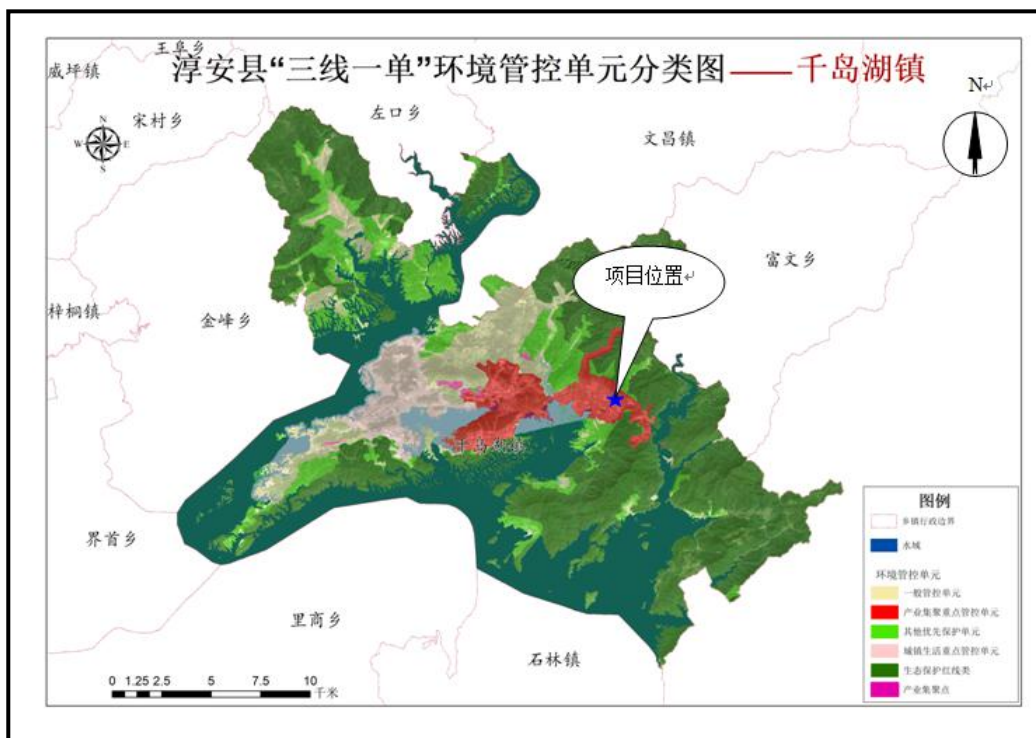 王阜乡
威坪镇
淳安县“三线一单”环境管控单元分类图——千岛湖镇
宋村乡
左口乡
文昌镇
N
N
W
E
S
富文乡
项目位置
梓桐镇
金峰乡
千岛湖镇
界首乡
里商乡
石林镇
图例
乡镇行政边界
水域
环境管控单元
一般管控单元
产业集聚重点管控单元
其他优先保护单元
城镇生活重点管控单元
生态保护红线类
产业集聚点
0 1.25 2.5 5 7.5 10
千米